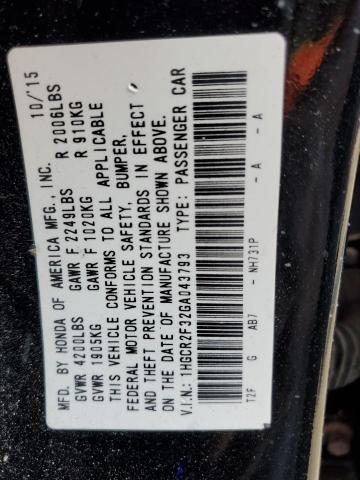 MFD. BY HONDA OF AMERICA MFG., INC. 10/'15
GVWR 4200LBS GAWR F 2249LBS R 2006LBS
GVWR 1905KG GAWR F 1020KG R 910KG
THIS VEHICLE CONFORMS TO ALL APPLICABLE
FEDERAL MOTOR VEHICLE SAFETY, BUMPER,
AND THEFT PREVENTION STANDARDS IN EFFECT
ON THE DATE OF MANUFACTURE SHOWN ABOVE.
V.I.N.: 1HGCR2F32GA043793 TYPE: PASSENGER CAR
T2F G AB7 - NH731P - A - A